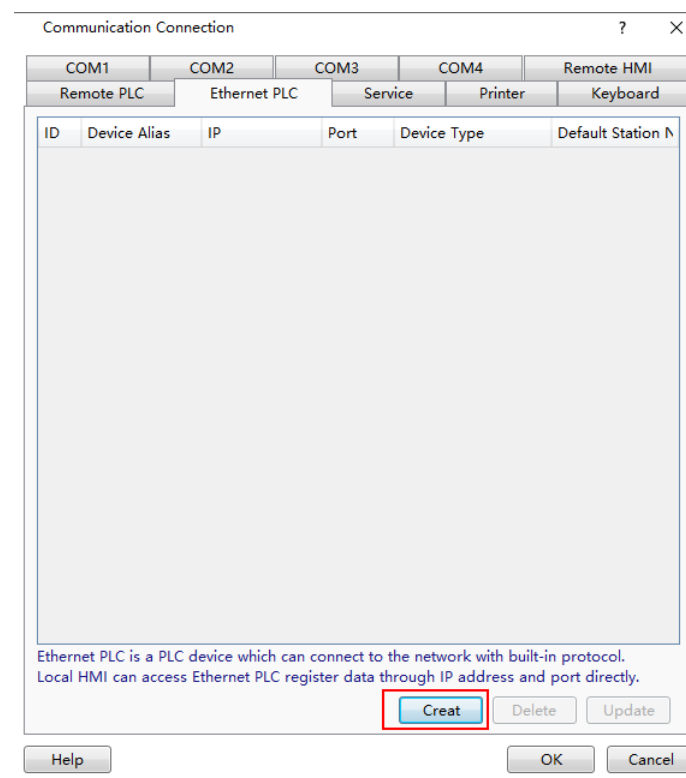 Communication Connection ? X
COM1 COM2 COM3 COM4 Remote HMI
Remote PLC Ethernet PLC Service Printer Keyboard
ID Device Alias IP Port Device Type Default Station N
Ethernet PLC is a PLC device which can connect to the network with built-in protocol.
Local HMI can access Ethernet PLC register data through IP address and port directly.
Creat Delete Update
Help OK Cancel